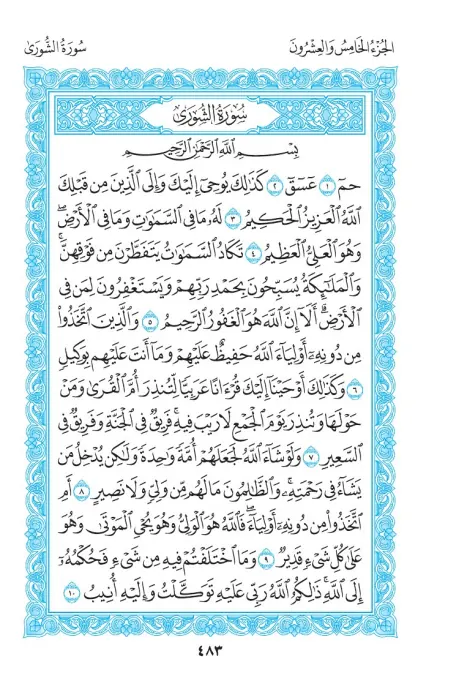 الجُزْءُ الخَامِسُ وَالعِشْرُونَ
سُورَةُ الشُّورَىٰ
سُورَةُ الشُّورَىٰ
بِسْمِ ٱللَّهِ ٱلرَّحْمَٰنِ ٱلرَّحِيمِ
حمٓ ١ عٓسٓقٓ ٢ كَذَٰلِكَ يُوحِىٓ إِلَيْكَ وَإِلَى ٱلَّذِينَ مِن قَبْلِكَ
ٱللَّهُ ٱلْعَزِيزُ ٱلْحَكِيمُ ٣ لَهُۥ مَا فِى ٱلسَّمَٰوَٰتِ وَمَا فِى ٱلْأَرْضِۖ
وَهُوَ ٱلْعَلِىُّ ٱلْعَظِيمُ ٤ تَكَادُ ٱلسَّمَٰوَٰتُ يَتَفَطَّرْنَ مِن فَوْقِهِنَّۚ
وَٱلْمَلَٰٓئِكَةُ يُسَبِّحُونَ بِحَمْدِ رَبِّهِمْ وَيَسْتَغْفِرُونَ لِمَن فِى
ٱلْأَرْضِۗ أَلَآ إِنَّ ٱللَّهَ هُوَ ٱلْغَفُورُ ٱلرَّحِيمُ ٥ وَٱلَّذِينَ ٱتَّخَذُوا۟
مِن دُونِهِۦٓ أَوْلِيَآءَ ٱللَّهُ حَفِيظٌ عَلَيْهِمْ وَمَآ أَنتَ عَلَيْهِم بِوَكِيلٍ
٦ وَكَذَٰلِكَ أَوْحَيْنَآ إِلَيْكَ قُرْءَانًا عَرَبِيًّا لِّتُنذِرَ أُمَّ ٱلْقُرَىٰ وَمَنْ
حَوْلَهَا وَتُنذِرَ يَوْمَ ٱلْجَمْعِ لَا رَيْبَ فِيهِۚ فَرِيقٌ فِى ٱلْجَنَّةِ وَفَرِيقٌ فِى
ٱلسَّعِيرِ ٧ وَلَوْ شَآءَ ٱللَّهُ لَجَعَلَهُمْ أُمَّةً وَٰحِدَةً وَلَٰكِن يُدْخِلُ مَن
يَشَآءُ فِى رَحْمَتِهِۦۚ وَٱلظَّٰلِمُونَ مَا لَهُم مِّن وَلِىٍّ وَلَا نَصِيرٍ ٨ أَمِ
ٱتَّخَذُوا۟ مِن دُونِهِۦٓ أَوْلِيَآءَۖ فَٱللَّهُ هُوَ ٱلْوَلِىُّ وَهُوَ يُحْىِ ٱلْمَوْتَىٰ وَهُوَ
عَلَىٰ كُلِّ شَىْءٍ قَدِيرٌ ٩ وَمَا ٱخْتَلَفْتُمْ فِيهِ مِن شَىْءٍ فَحُكْمُهُۥٓ
إِلَى ٱللَّهِۚ ذَٰلِكُمُ ٱللَّهُ رَبِّى عَلَيْهِ تَوَكَّلْتُ وَإِلَيْهِ أُنِيبُ ١٠
٤٨٣